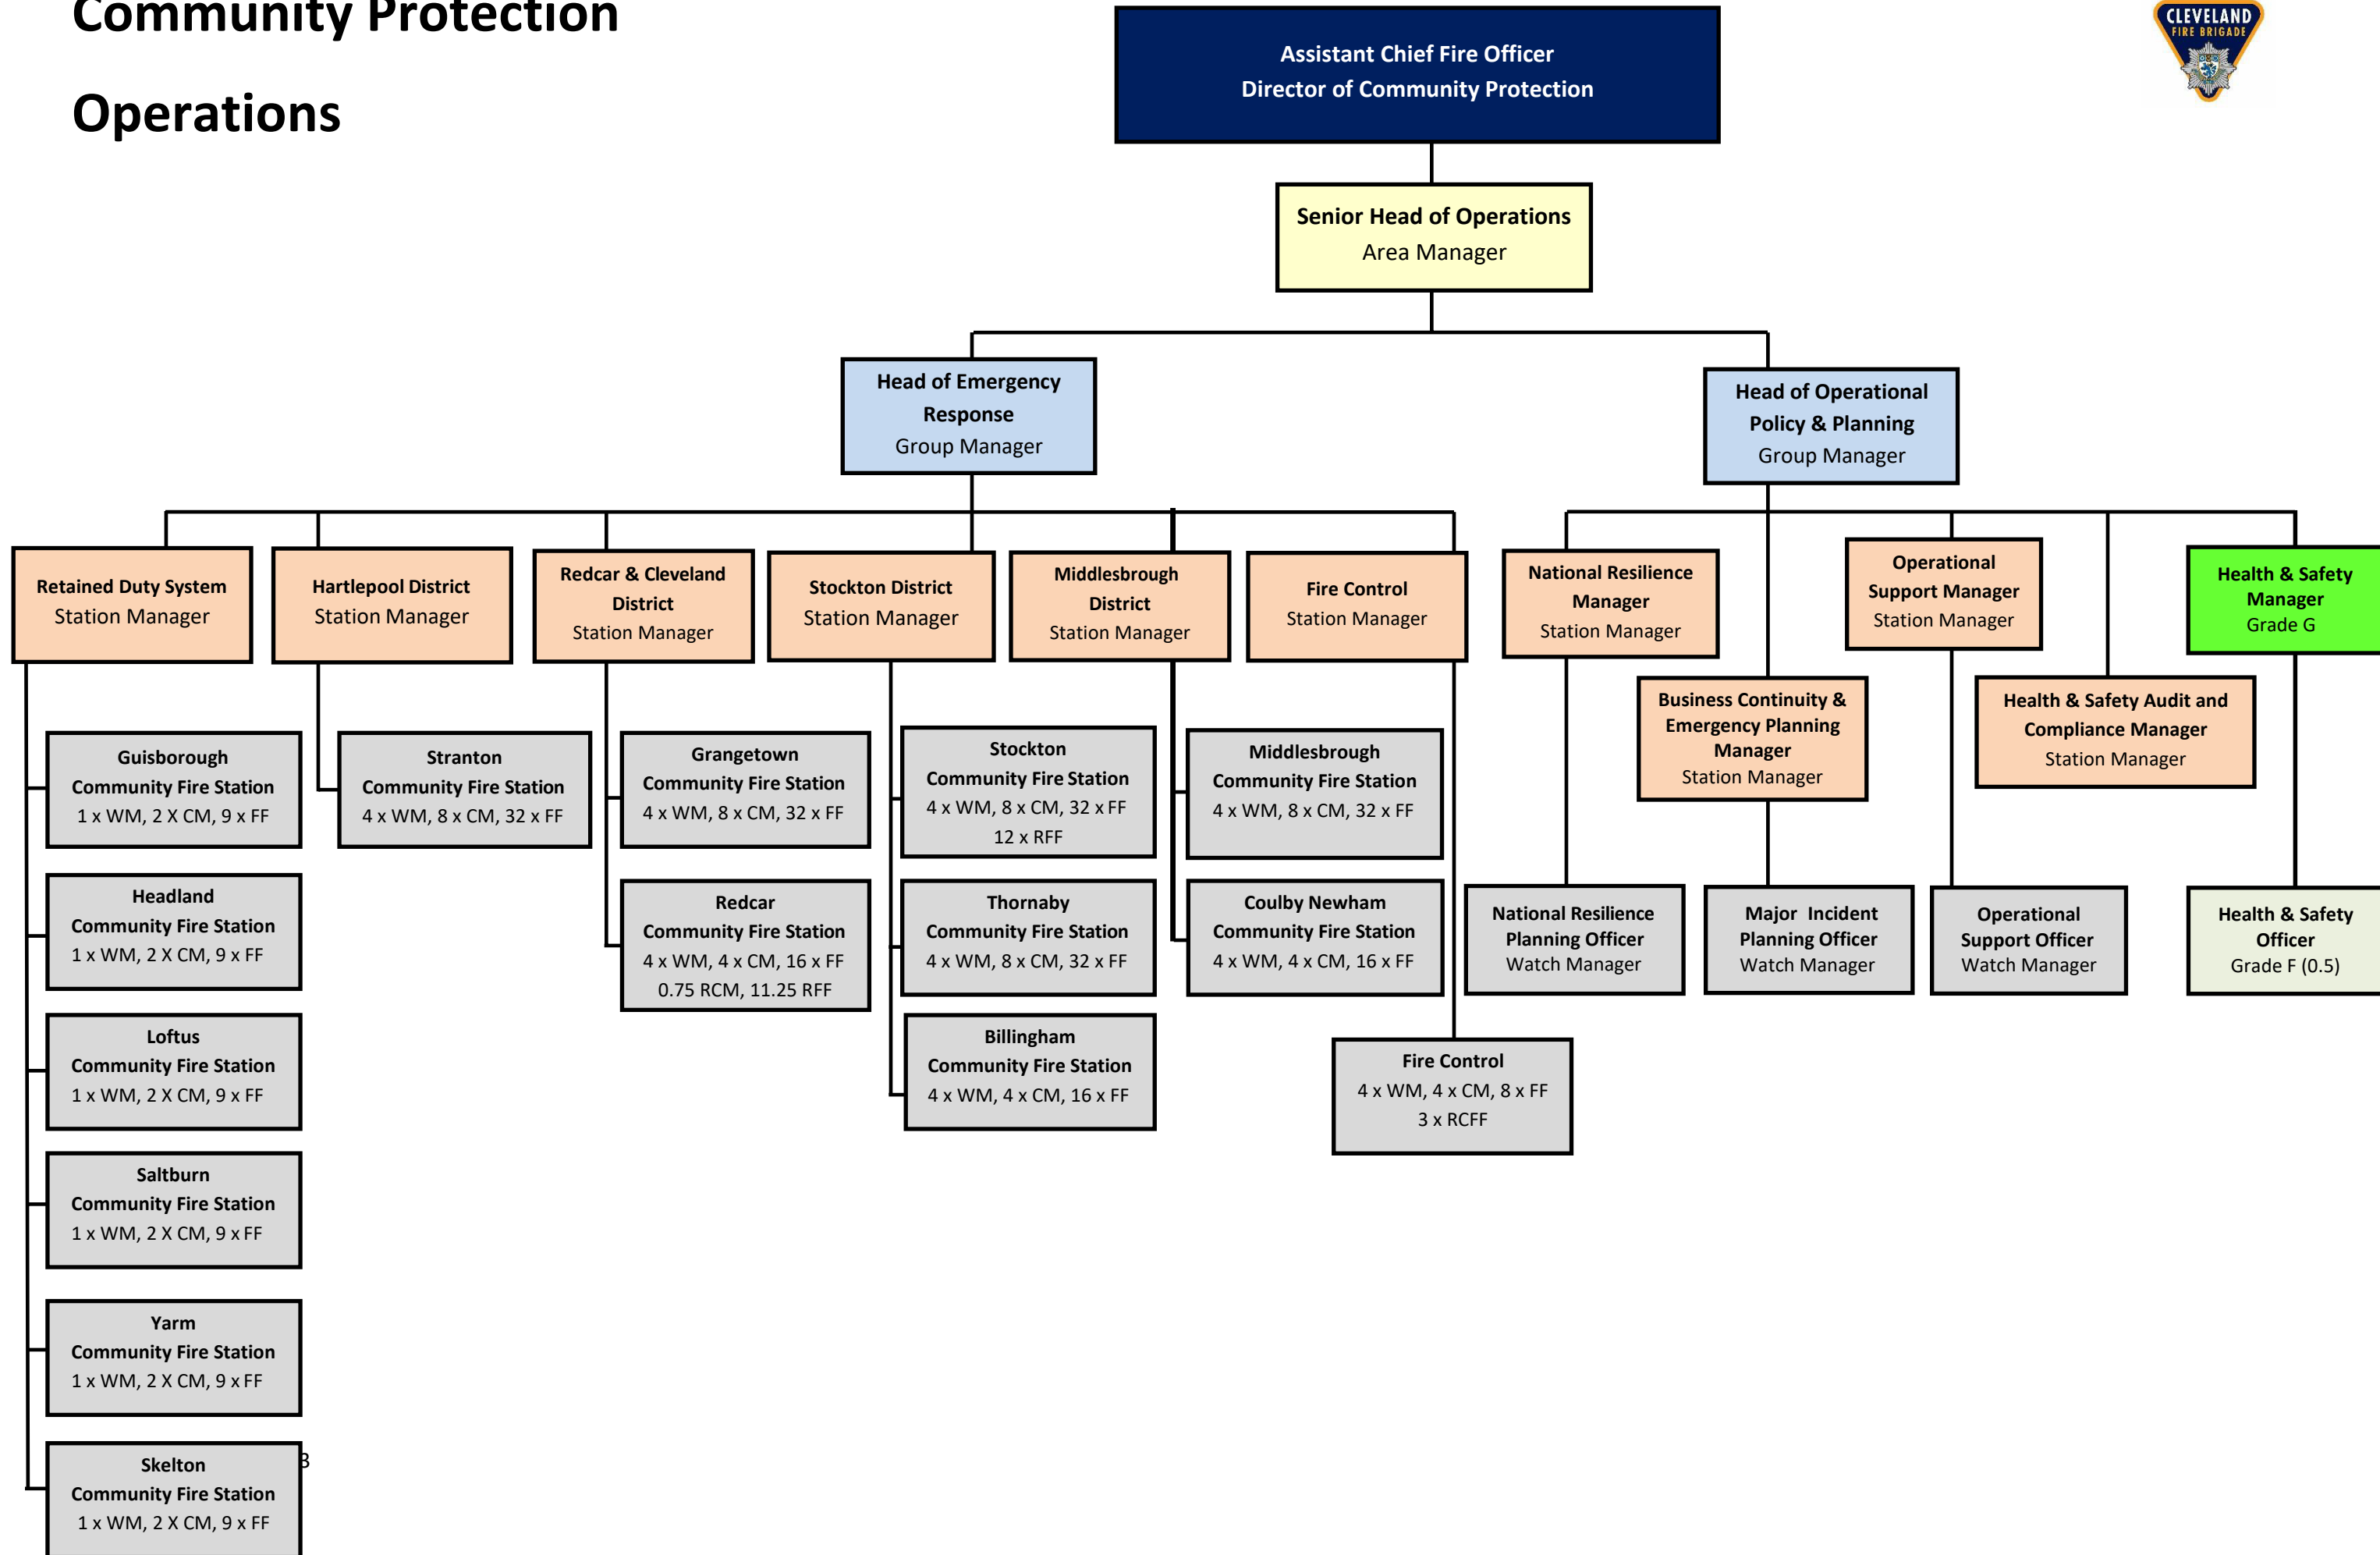 Community Protection
Operations
CLEVELAND
FIRE BRIGADE
Assistant Chief Fire Officer
Director of Community Protection
Senior Head of Operations
Area Manager
Head of Emergency
Response
Group Manager
Head of Operational
Policy & Planning
Group Manager
Retained Duty System
Station Manager
Hartlepool District
Station Manager
Redcar & Cleveland
District
Station Manager
Stockton District
Station Manager
Middlesbrough
District
Station Manager
Fire Control
Station Manager
National Resilience
Manager
Station Manager
Business Continuity &
Emergency Planning
Manager
Station Manager
Operational
Support Manager
Station Manager
Health & Safety Audit and
Compliance Manager
Station Manager
Health & Safety
Manager
Grade G
Guisborough
Community Fire Station
1 x WM, 2 X CM, 9 x FF
Headland
Community Fire Station
1 x WM, 2 X CM, 9 x FF
Loftus
Community Fire Station
1 x WM, 2 X CM, 9 x FF
Saltburn
Community Fire Station
1 x WM, 2 X CM, 9 x FF
Yarm
Community Fire Station
1 x WM, 2 X CM, 9 x FF
Skelton
Community Fire Station
1 x WM, 2 X CM, 9 x FF
Stranton
Community Fire Station
4 x WM, 8 x CM, 32 x FF
Grangetown
Community Fire Station
4 x WM, 8 x CM, 32 x FF
Redcar
Community Fire Station
4 x WM, 4 x CM, 16 x FF
0.75 RCM, 11.25 RFF
Stockton
Community Fire Station
4 x WM, 8 x CM, 32 x FF
12 x RFF
Thornaby
Community Fire Station
4 x WM, 8 x CM, 32 x FF
Billingham
Community Fire Station
4 x WM, 4 x CM, 16 x FF
Middlesbrough
Community Fire Station
4 x WM, 8 x CM, 32 x FF
Coulby Newham
Community Fire Station
4 x WM, 4 x CM, 16 x FF
Fire Control
4 x WM, 4 x CM, 8 x FF
3 x RCFF
National Resilience
Planning Officer
Watch Manager
Major Incident
Planning Officer
Watch Manager
Operational
Support Officer
Watch Manager
Health & Safety
Officer
Grade F (0.5)